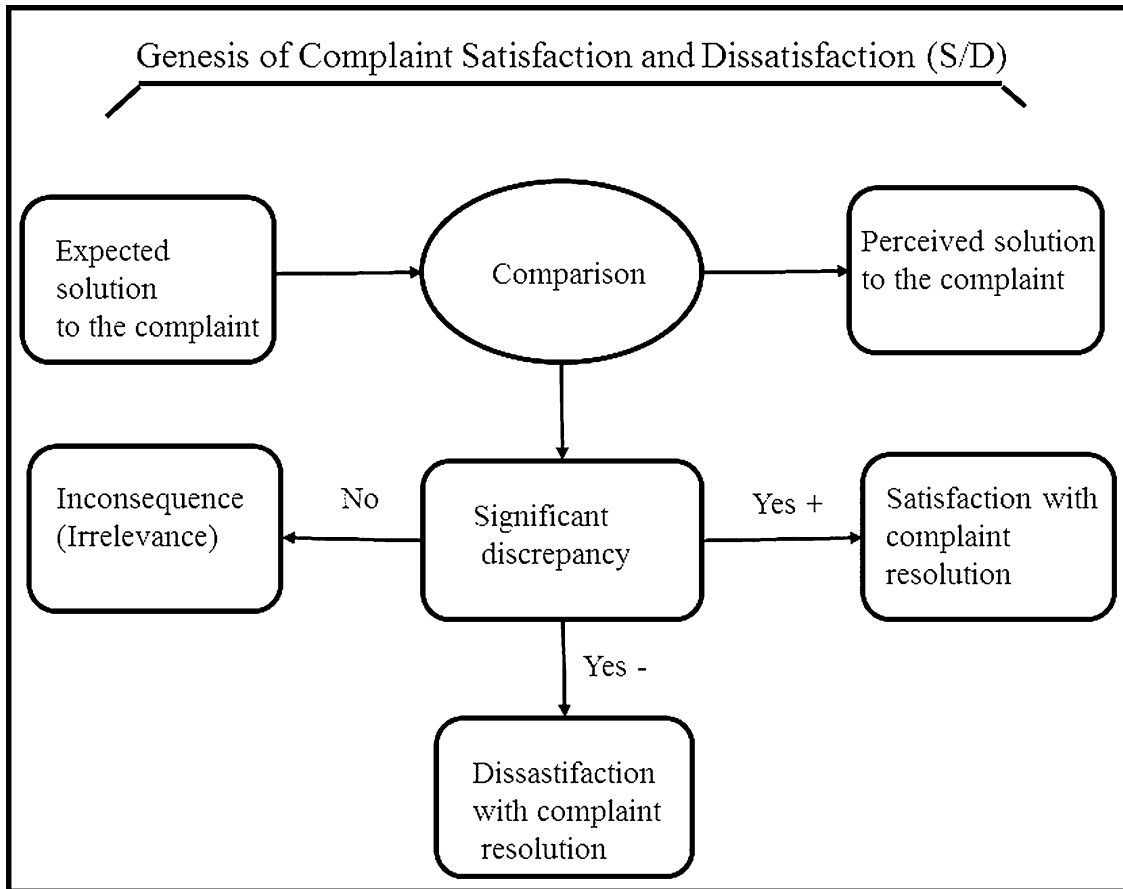 Genesis of Complaint Satisfaction and Dissatisfaction (S/D)
Expected
solution
to the complaint
Comparison
Perceived solution
to the complaint
Inconsequence
(Irrelevance)
No
Significant
discrepancy
Yes +
Satisfaction with
complaint
resolution
Yes -
Dissastifaction
with complaint
resolution